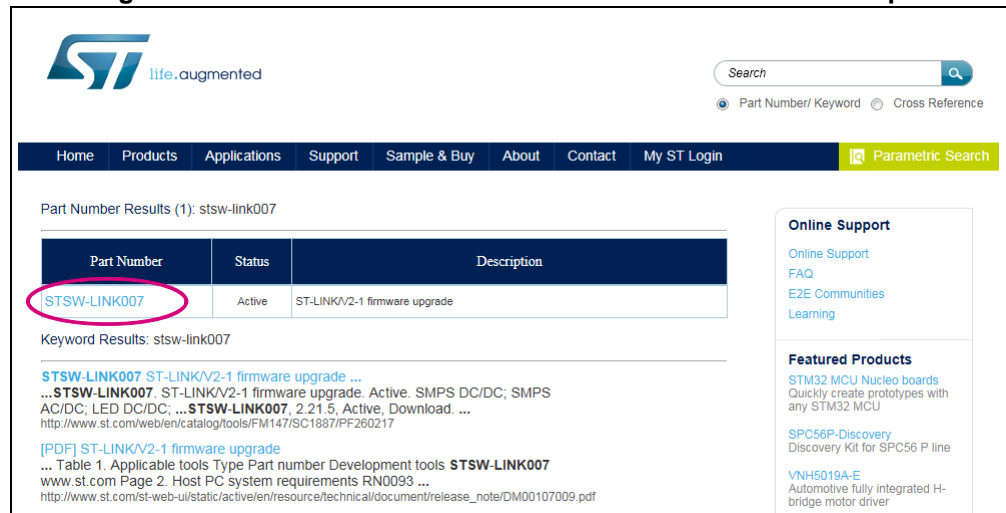 life.augmented
Search
Part Number/ Keyword Cross Reference
Home Products Applications Support Sample & Buy About Contact My ST Login Parametric Search
Part Number Results (1): stsw-link007
Part Number Status Description
STSW-LINK007 Active ST-LINK/V2-1 firmware upgrade
Keyword Results: stsw-link007
STSW-LINK007 ST-LINK/V2-1 firmware upgrade ...
...STSW-LINK007. ST-LINK/V2-1 firmware upgrade. Active. SMPS DC/DC; SMPS
AC/DC; LED DC/DC; ...STSW-LINK007, 2.21.5, Active, Download. ...
http://www.st.com/web/en/catalog/tools/FM147/SC1887/PF260217
[PDF] ST-LINK/V2-1 firmware upgrade
... Table 1. Applicable tools Type Part number Development tools STSW-LINK007
www.st.com Page 2. Host PC system requirements RN0093 ...
http://www.st.com/st-web-ui/static/active/en/resource/technical/document/release_note/DM00107009.pdf
Online Support
Online Support
FAQ
E2E Communities
Learning
Featured Products
STM32 MCU Nucleo boards
Quickly create prototypes with
any STM32 MCU
SPC56P-Discovery
Discovery Kit for SPC56 P line
VNH5019A-E
Automotive fully integrated H-
bridge motor driver